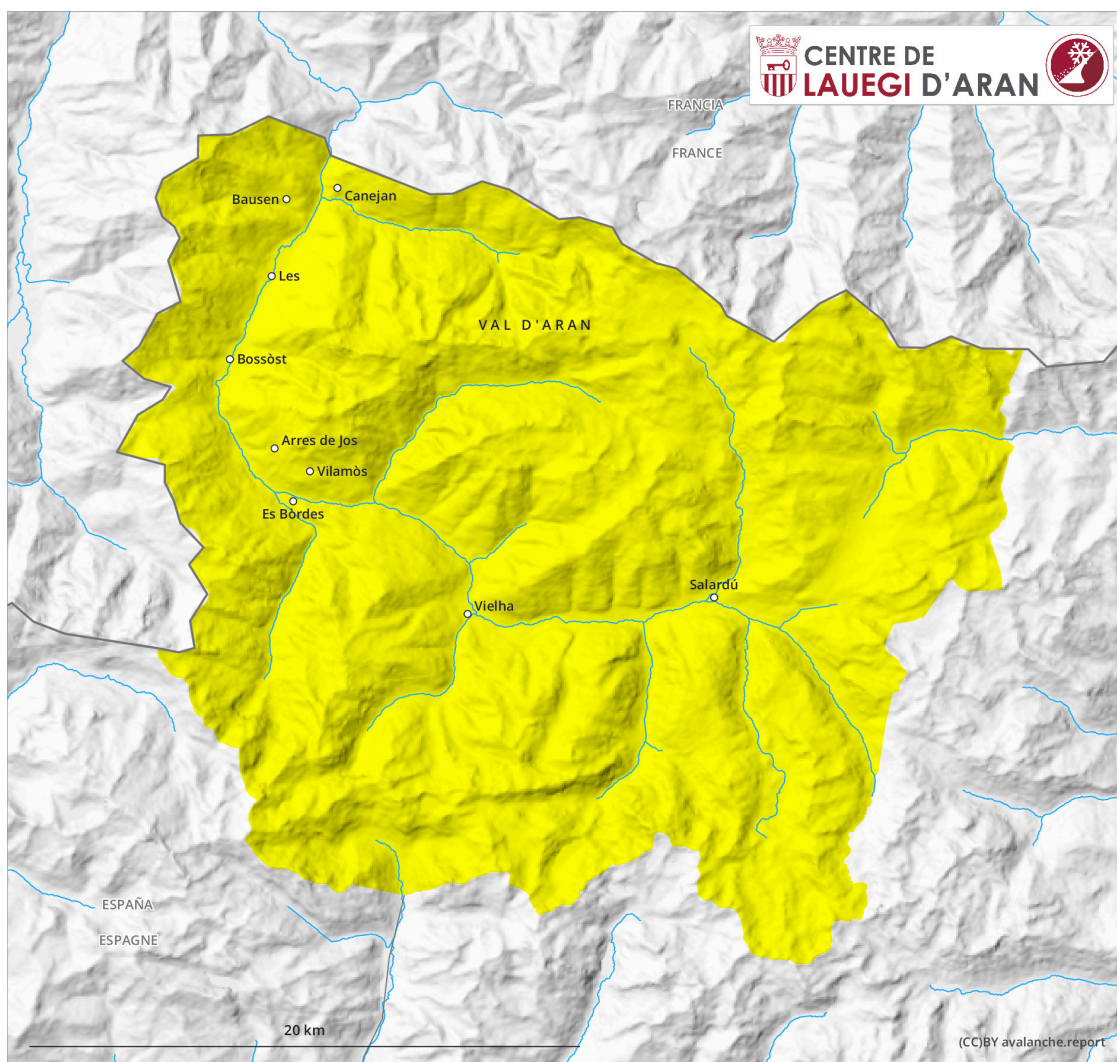 CENTRE DE
LAUEGI D'ARAN
FRANCIA
FRANCE
Bausen
Canejan
Les
VAL D'ARAN
Bossòst
Arres de Jos
Vilamòs
Es Bòrdes
Salardú
Vielha
ESPAÑA
ESPAGNE
20 km
(CC)BY avalanche.report